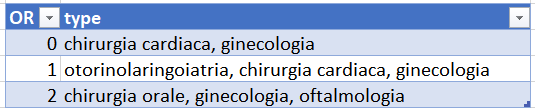 OR type
0 chirurgia cardiaca, ginecologia
1 otorinolaringoiatria, chirurgia cardiaca, ginecologia
2 chirurgia orale, ginecologia, oftalmologia